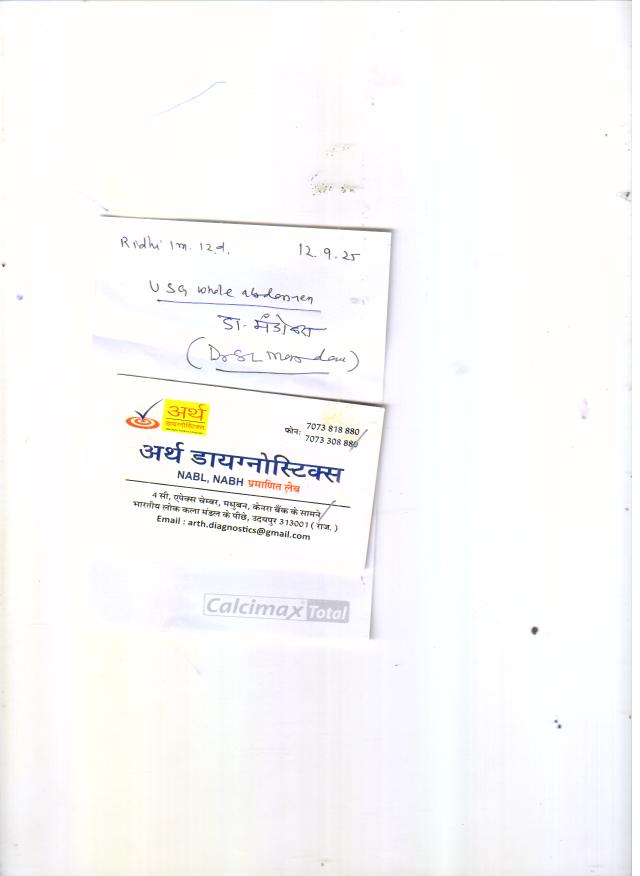 Ridhi 1m. 12d. 12.9.25
USG whole abdomen
डा.
(Dr SL
अर्थ
डायग्नोस्टिक्स
फोन: 7073 818 880
7073 308 880
अर्थ डायग्नोस्टिक्स
NABL, NABH प्रमाणित लेब
4 सी, एपेक्स चेम्बर, मधुबन, केनरा बैंक के सामने
भारतीय लोक कला मंडल के पीछे, उदयपुर 313001 ( राज. )
Email : arth.diagnostics@gmail.com
Calcimax Total